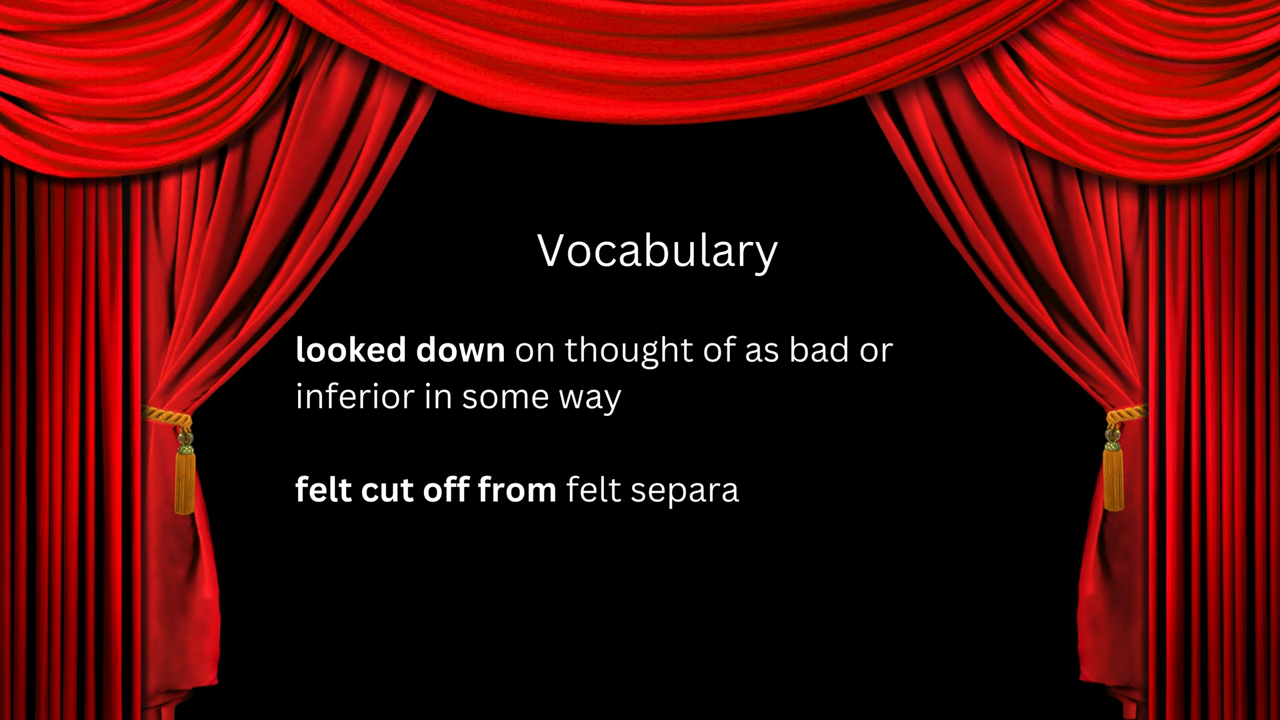 Vocabulary
looked down on thought of as bad or
inferior in some way
felt cut off from felt separa